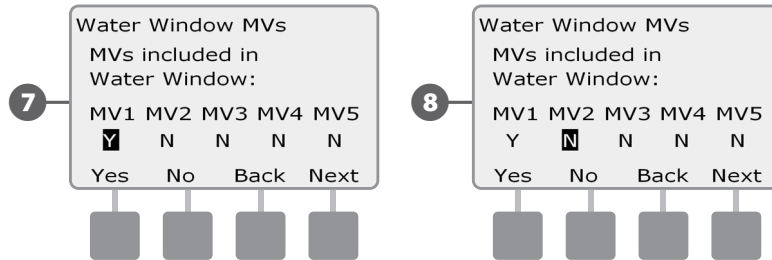 7
Water Window MVs
MVs included in
Water Window:
MV1 MV2 MV3 MV4 MV5
Y N N N N
Yes No Back Next
8
Water Window MVs
MVs included in
Water Window:
MV1 MV2 MV3 MV4 MV5
Y N N N N
Yes No Back Next